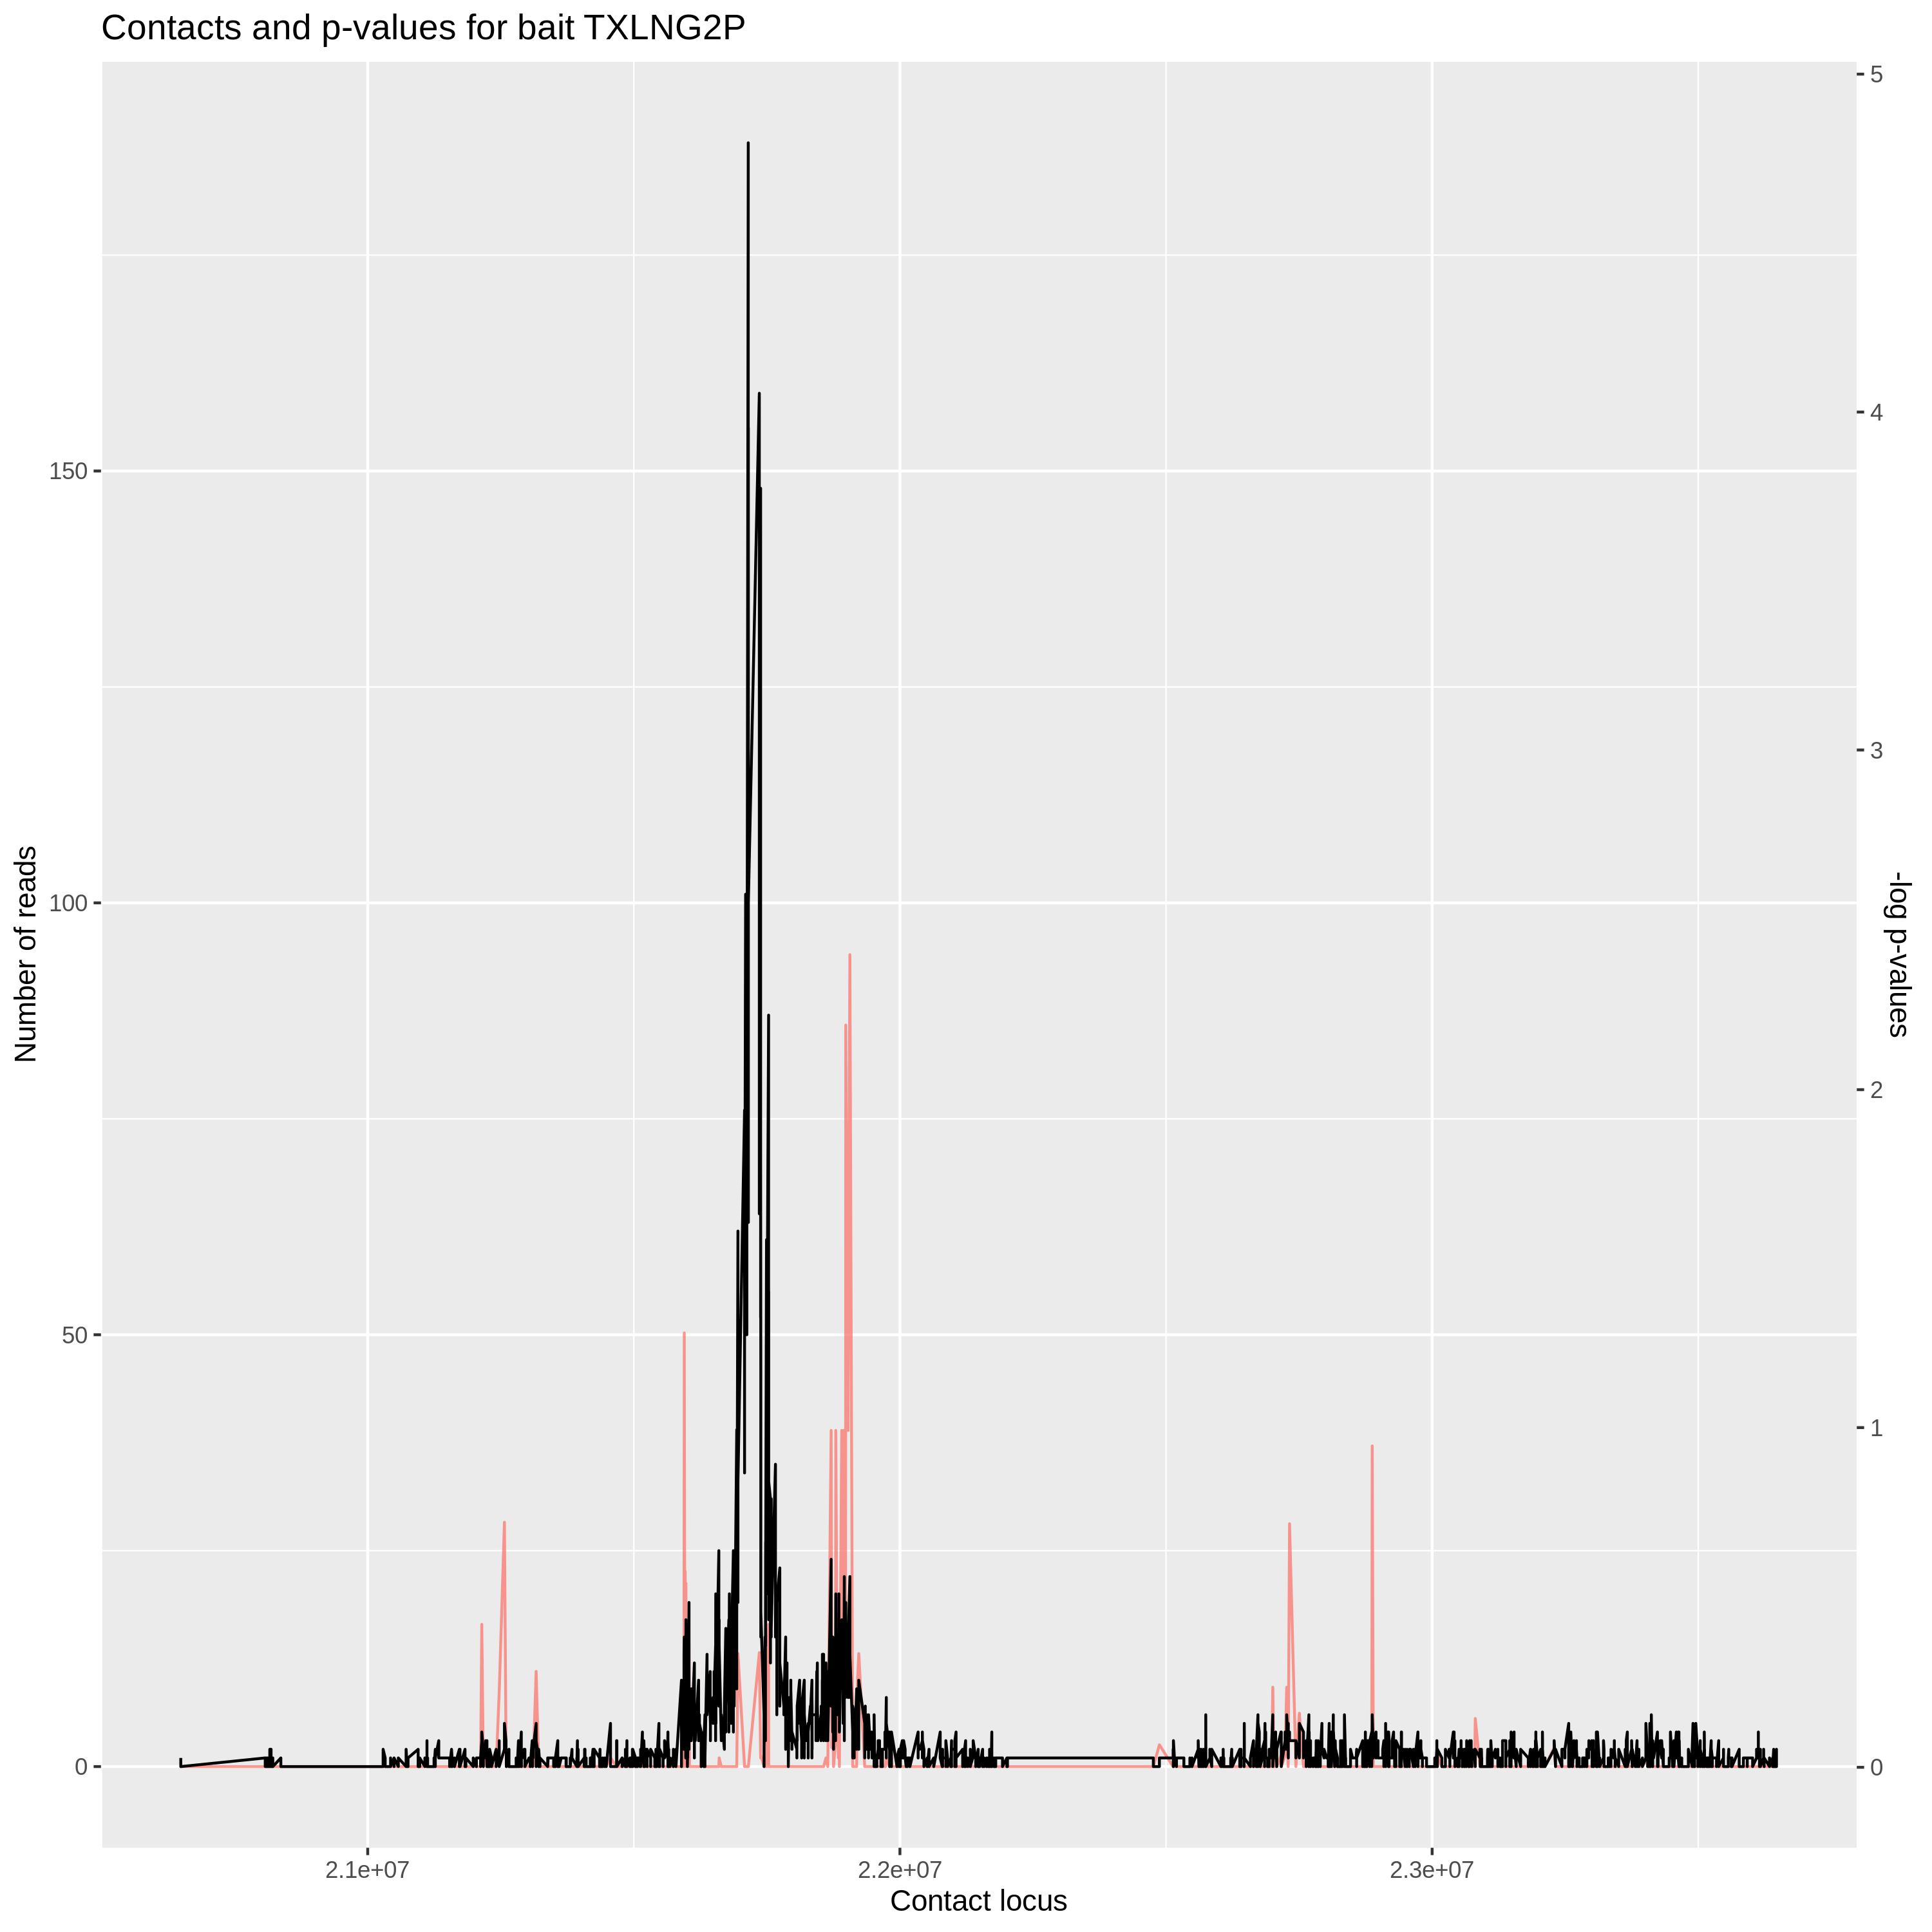 Contacts and p-values for bait TXLNG2P
Number of reads
150
100
50
0
5
4
3
2
1
0
-log p-values
2.1e+07
2.2e+07
2.3e+07
Contact locus